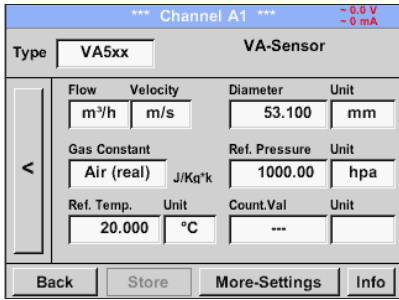 *** Channel A1 ***
~ 0.0 V
~ 0 mA
Type VA5xx VA-Sensor
Flow Velocity Diameter Unit
m³/h m/s 53.100 mm
Gas Constant Ref. Pressure Unit
< Air (real) J/Kg*k 1000.00 hpa
Ref. Temp. Unit Count.Val Unit
20.000 °C ---
Back Store More-Settings Info